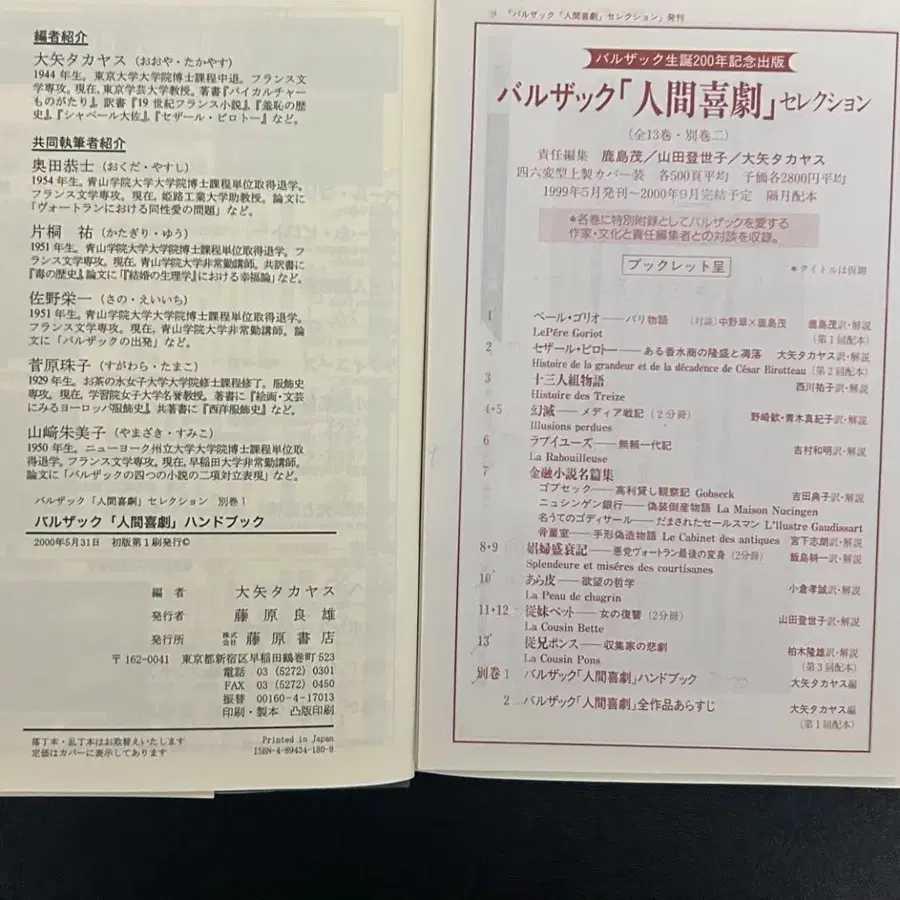 編者紹介
大矢タカヤス(おおや・たかやす)
1944年生。東京大学大学院博士課程中退。フランス文
学専攻。現在,東京学芸大学教授。著書『バイカルチャー
ものがたり』,訳書『19世紀フランス小説』,『羞恥の歴
史』,『シャベール大佐』,『セザール・ビロトー』など。
共同執筆者紹介
奥田恭士(おくだ・やすし)
1954年生。青山学院大学大学院博士課程単位取得退学。
フランス文学専攻。現在,姫路工業大学助教授。論文に
「ヴォートランにおける同性愛の問題」など。
片桐 祐(かたぎり・ゆう)
1951年生。青山学院大学大学院博士課程単位取得退学。フ
ランス文学専攻。現在,青山学院大学非常勤講師。共訳書に
『毒の歴史』,論文に「『結婚の生理学』における幸福論」など。
佐野栄一(さの・えいいち)
1951年生。青山学院大学大学院博士課程単位取得退学。
フランス文学専攻。現在,青山学院大学非常勤講師。論
文に「バルザックの出発」など。
菅原珠子(すがわら・たまこ)
1929年生。お茶の水女子大学大学院修士課程修了。服飾史
専攻。現在,学習院女子大学名誉教授。著書に『絵画・文芸
にみるヨーロッパ服飾史』,共著書に『西洋服飾史』など。
山﨑朱美子(やまざき・すみこ)
1950年生。ニューヨーク州立大学大学院博士課程単位取
得退学。フランス文学専攻。現在,早稲田大学非常勤講師。
論文に「バルザックの四つの小説の二項対立表現」など。
バルザック「人間喜劇」セレクション 別巻1
バルザック「人間喜劇」ハンドブック
2000年5月31日 初版第1刷発行©
編者 大矢タカヤス
発行者 藤原良雄
発行所 株式会社 藤原書店
〒162-0041 東京都新宿区早稲田鶴巻町523
電話 03(5272)0301
FAX 03(5272)0450
振替 00160-4-17013
印刷・製本 凸版印刷
落丁本・乱丁本はお取替えいたします
定価はカバーに表示してあります
Printed in Japan
ISBN4-89434-180-8
9 「バルザック「人間喜劇」セレクション」発刊
バルザック生誕200年記念出版
バルザック「人間喜劇」セレクション
(全13巻・別巻二)
責任編集 鹿島茂/山田登世子/大矢タカヤス
四六変型上製カバー装 各500頁平均 予価各2800円平均
1999年5月発刊~2000年9月完結予定 隔月配本
*各巻に特別附録としてバルザックを愛する
作家・文化と責任編集者との対談を収録。
ブックレット呈
*タイトルは仮題
1 ペール・ゴリオ──パリ物語 〔対談〕中野翠×鹿島茂 鹿島茂訳・解説
LePére Goriot (第1回配本)
2 セザール・ビロトー──ある香水商の隆盛と凋落 大矢タカヤス訳・解説
Histoire de la grandeur et de la décadence de César Birotteau (第2回配本)
3 十三人組物語 西川祐子訳・解説
Histoire des Treize
4・5 幻滅──メディア戦記(2分冊) 野崎歓・青木真紀子訳・解説
Illusions perdues
6 ラブイユーズ──無頼一代記 吉村和明訳・解説
La Rabouilleuse
7 金融小説名篇集
ゴプセック──高利貸し観察記 Gobseck 吉田典子訳・解説
ニュシンゲン銀行──偽装倒産物語 La Maison Nucingen
名うてのゴディサール──だまされたセールスマン L'Ilustre Gaudissart
骨董室──手形偽造物語 Le Cabinet des antiques 宮下志朗訳・解説
8・9 娼婦盛衰記──悪党ヴォートラン最後の変身(2分冊) 飯島耕一訳・解説
Splendeure et miséres des courtisanes
10 あら皮──欲望の哲学 小倉孝誠訳・解説
La Peau de chagrin
11・12 従妹ベット──女の復讐(2分冊) 山田登世子訳・解説
La Cousin Bette
13 従兄ポンス──収集家の悲劇 柏木隆雄訳・解説
La Cousin Pons (第3回配本)
別巻1 バルザック「人間喜劇」ハンドブック 大矢タカヤス編
2 バルザック「人間喜劇」全作品あらすじ 大矢タカヤス編
(第1回配本)